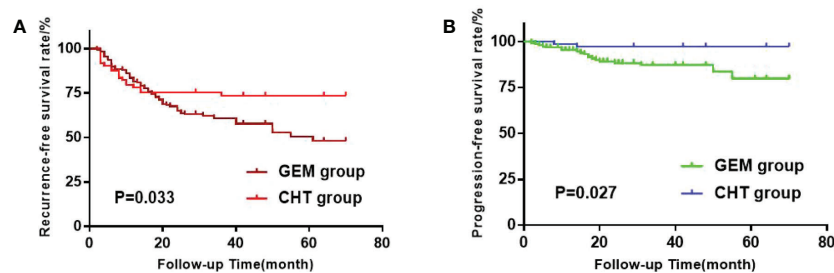 A
Recurrence-free survival rate/%
100
75
50
25
0
0 20 40 60 80
Follow-up Time(month)
GEM group
CHT group
P=0.033
B
Progression-free survival rate/%
100
75
50
25
0
0 20 40 60 80
Follow-up Time(month)
GEM group
CHT group
P=0.027